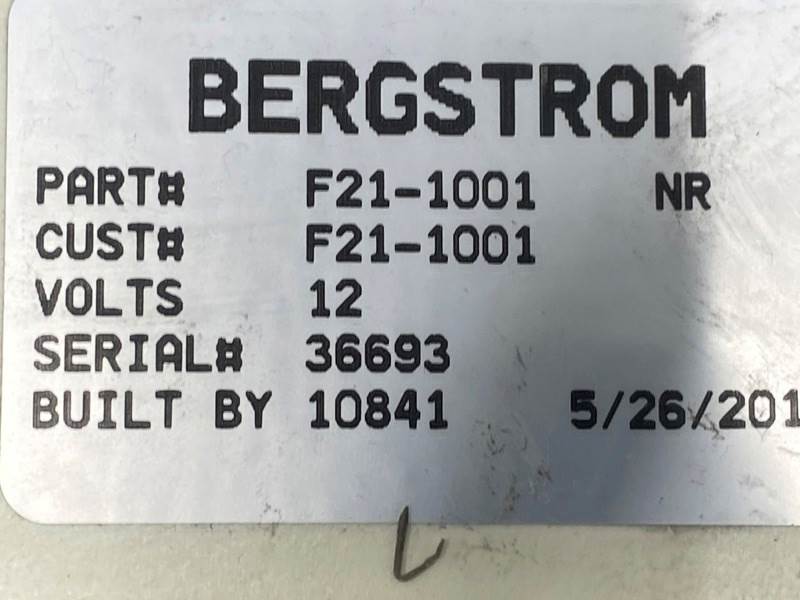 BERGSTROM
PART# F21-1001 NR
CUST# F21-1001
VOLTS 12
SERIAL# 36693
BUILT BY 10841 5/26/201